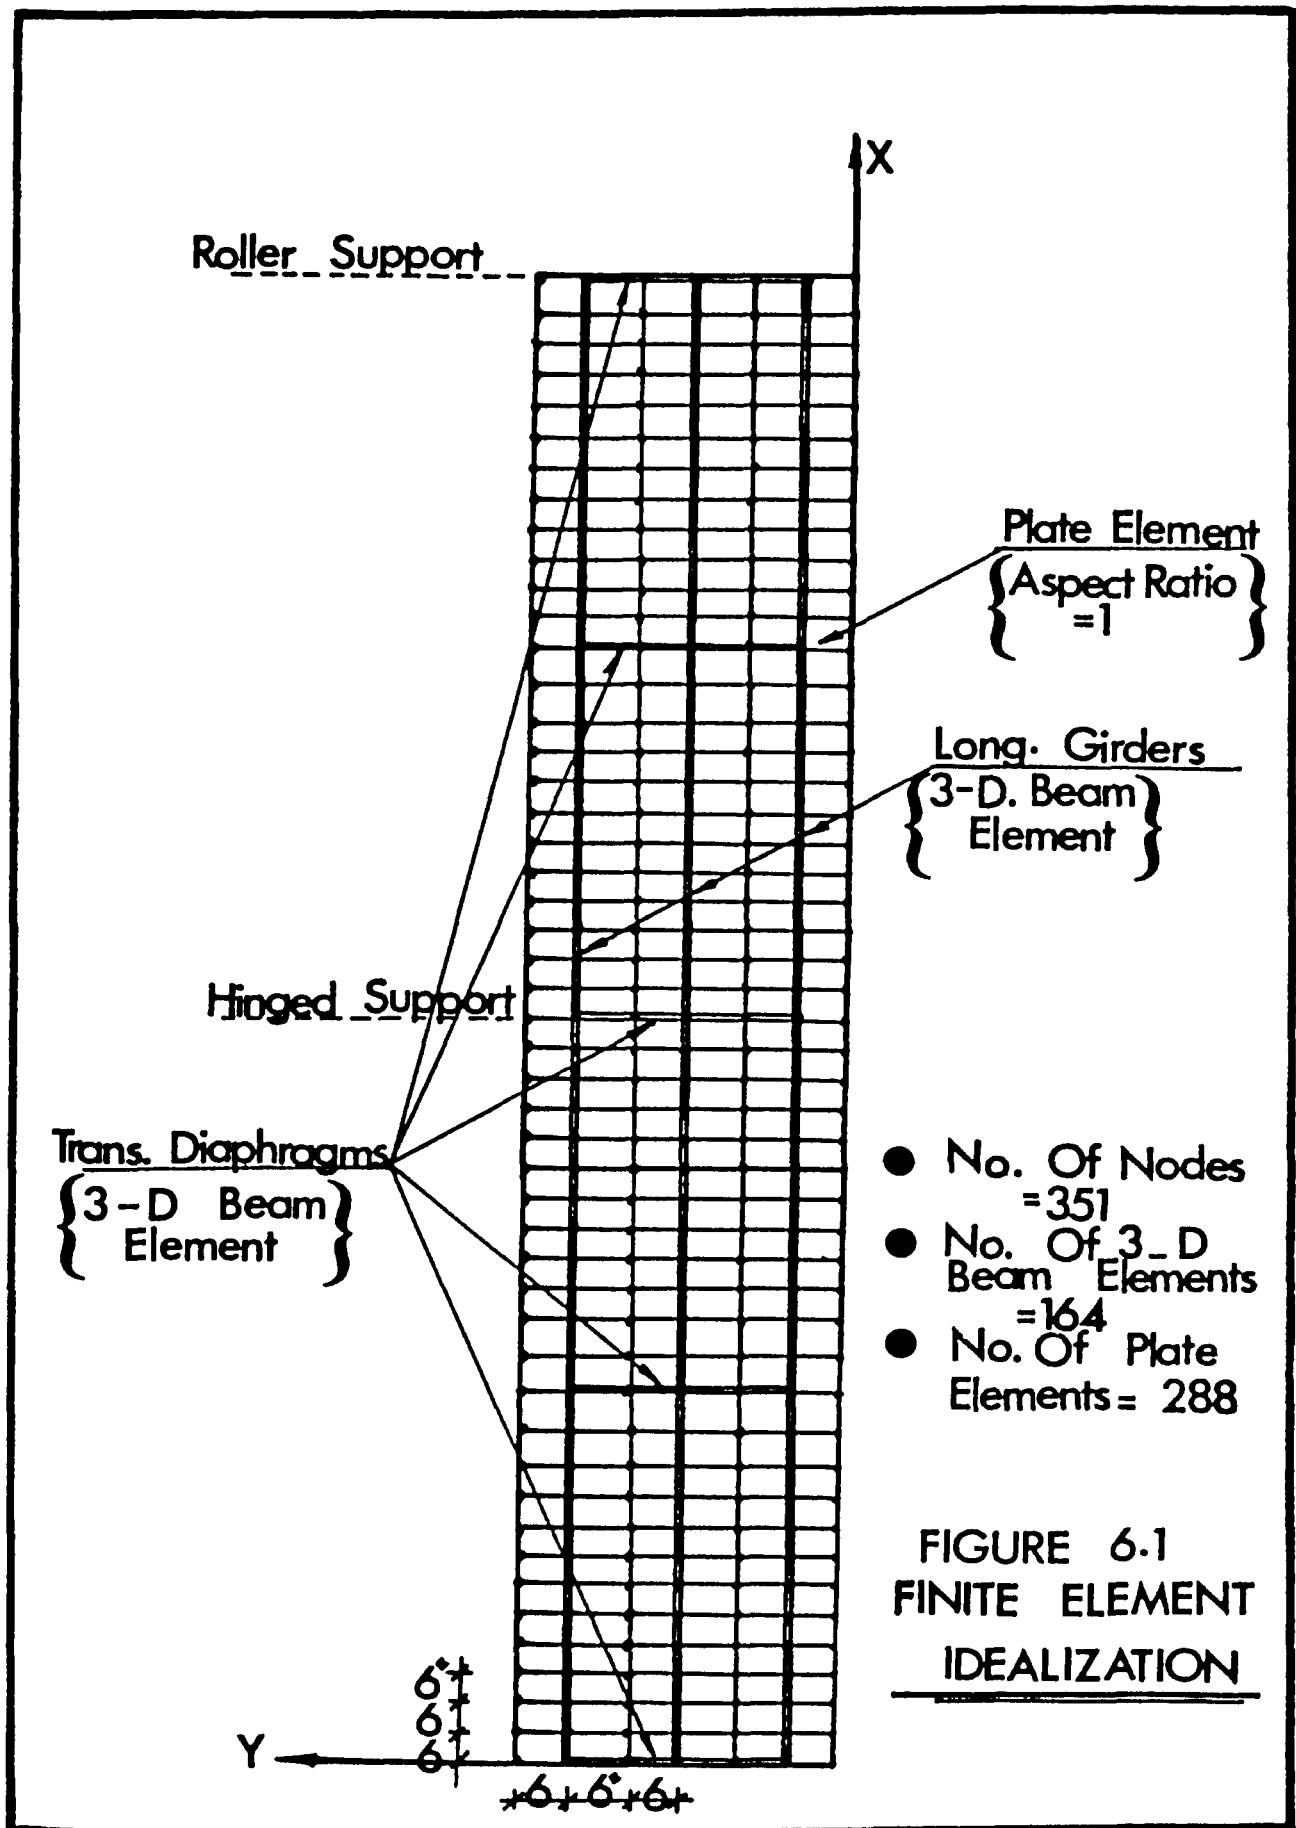 X
Roller Support
Plate Element
{Aspect Ratio
=1}
Long. Girders
{3-D. Beam
Element}
Hinged Support
Trans. Diaphragms
{3-D Beam
Element}
● No. Of Nodes
=351
● No. Of 3-D
Beam Elements
=164
● No. Of Plate
Elements = 288
FIGURE 6.1
FINITE ELEMENT
IDEALIZATION
6"
6
6
Y
6 6" 6